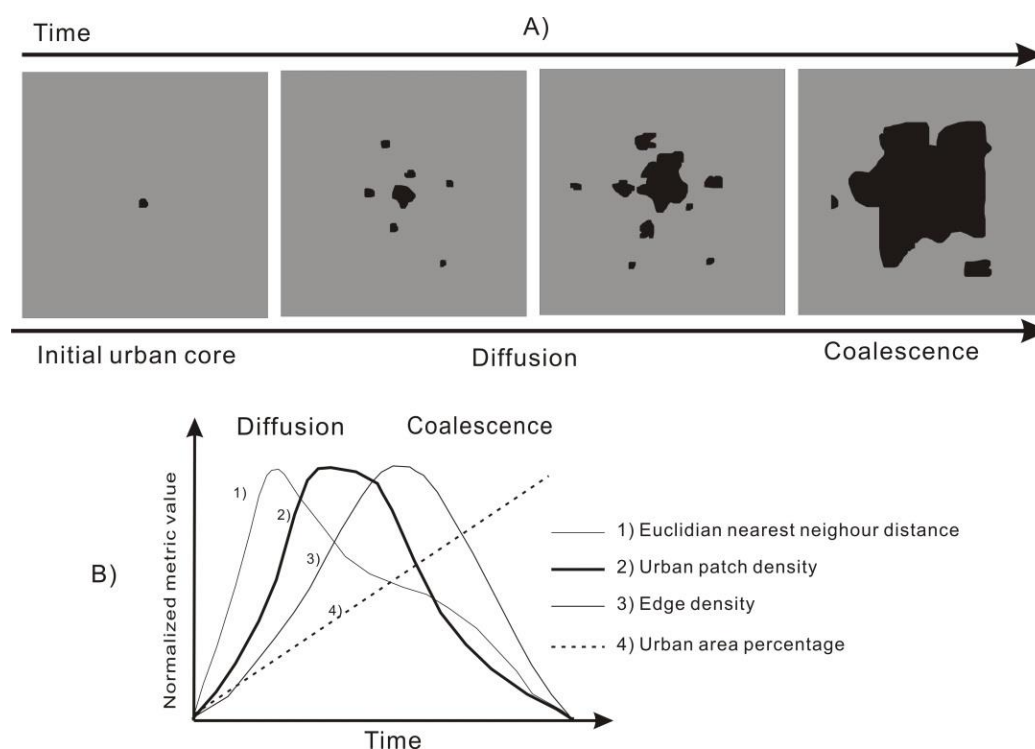 Time
A)
Initial urban core
Diffusion
Coalescence
Diffusion
Coalescence
B)
Normalized metric value
1)
2)
3)
4)
Time
1) Euclidian nearest neighour distance
2) Urban patch density
3) Edge density
4) Urban area percentage